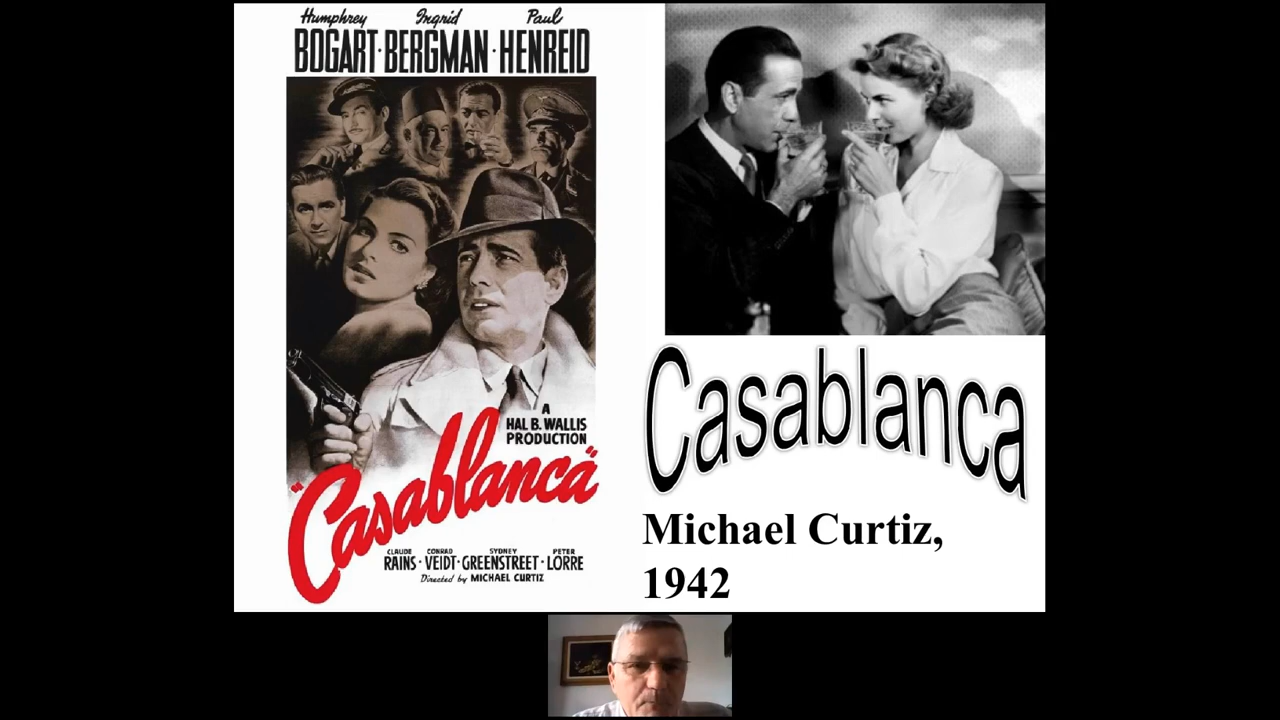 Humphrey Ingrid Paul
BOGART · BERGMAN · HENREID
A
HAL B. WALLIS
PRODUCTION
"Casablanca"
CLAUDE CONRAD SYDNEY PETER
RAINS · VEIDT · GREENSTREET · LORRE
Directed by MICHAEL CURTIZ
Casablanca
Michael Curtiz,
1942